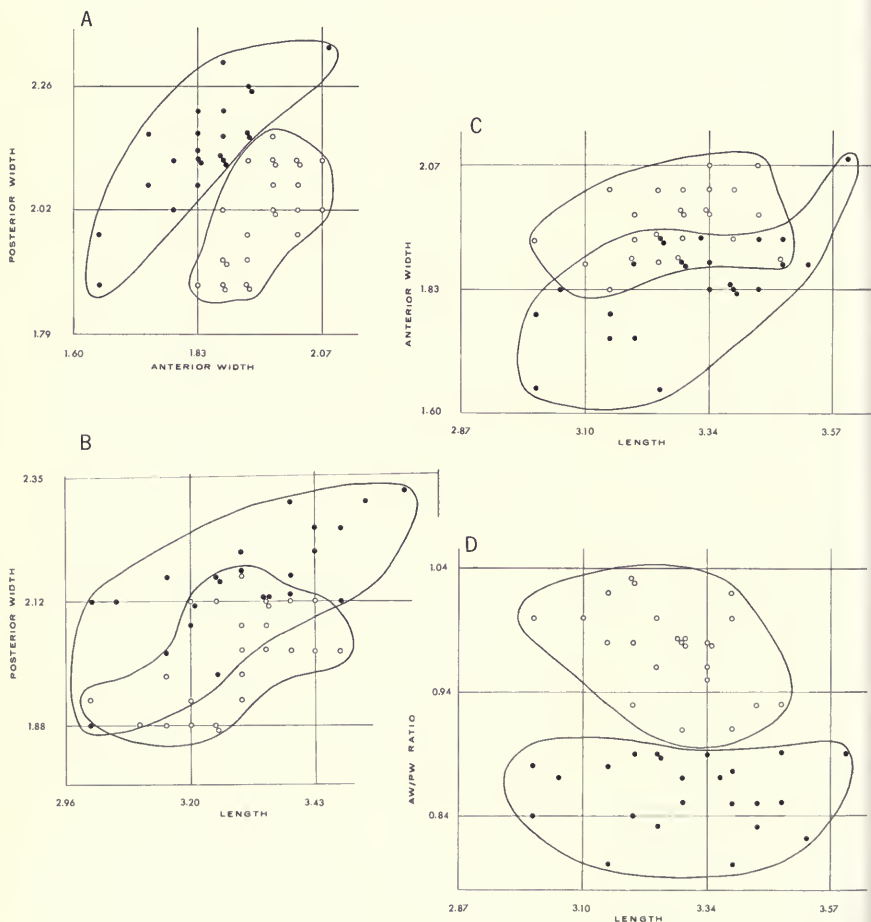 A
2.26
2.02
1.79
POSTERIOR WIDTH
1.60 1.83 2.07
ANTERIOR WIDTH
B
2.35
2.12
1.88
POSTERIOR WIDTH
2.96 3.20 3.43
LENGTH
C
2.07
1.83
1.60
ANTERIOR WIDTH
2.87 3.10 3.34 3.57
LENGTH
D
1.04
0.94
0.84
AW/PW RATIO
2.87 3.10 3.34 3.57
LENGTH